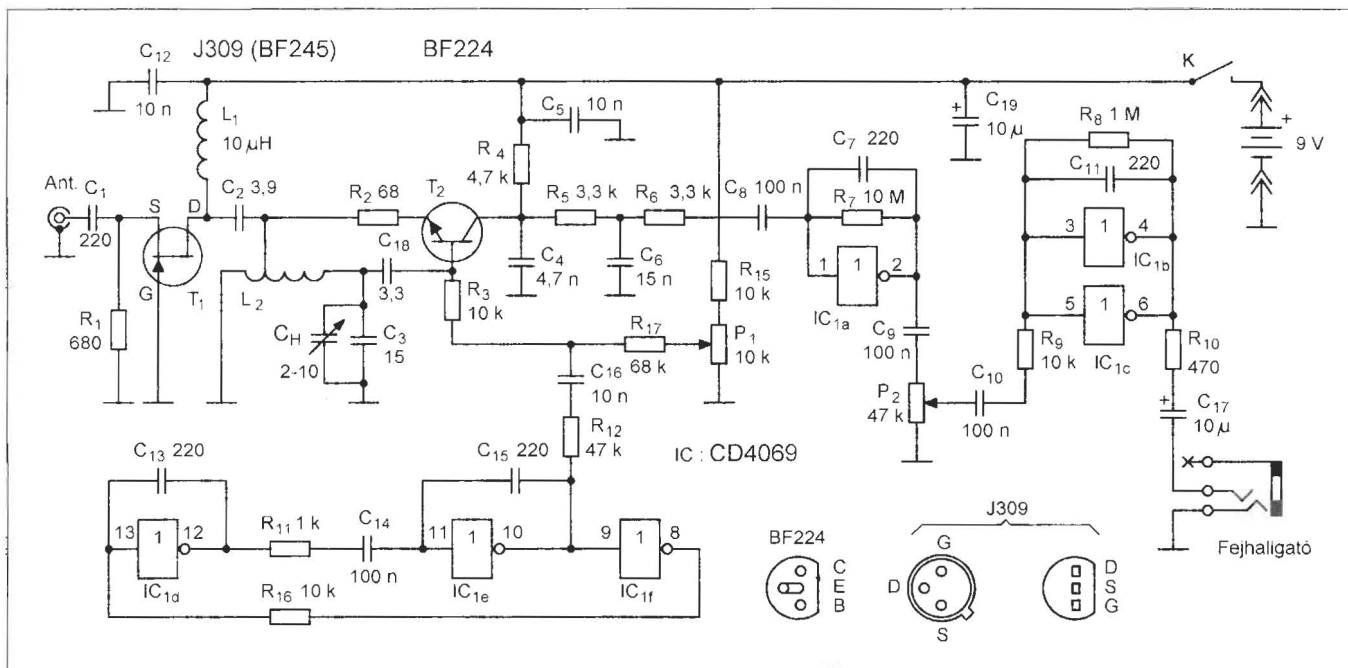 J309 (BF245)
BF224
C12
10 n
L1
10 μH
C5 10 n
R4
4,7 k
C19
10 μ
+
K
R8 1 M
C11 220
+
9 V
Ant.
C1
220
S
D
G
T1
C2 3,9
R2 68
T2
R5 3,3 k
R6 3,3 k
C8 100 n
C7 220
R7 10 M
1
1
2
IC1a
3
1
4
IC1b
5
1
6
IC1c
R1
680
L2
C18
3,3
R3
10 k
C4
4,7 n
C6
15 n
R15
10 k
CH
2-10
C3
15
R17
68 k
P1
10 k
C9
100 n
R9
10 k
R10
470
C16
10 n
P2
47 k
C10
100 n
+
C17
10 μ
R12
47 k
IC : CD4069
C13 220
C15 220
13
1
12
IC1d
R11 1 k
C14
100 n
11
1
10
IC1e
9
1
8
IC1f
R16 10 k
BF224
C
E
B
J309
G
D
S
D
S
G
Fejhaligató